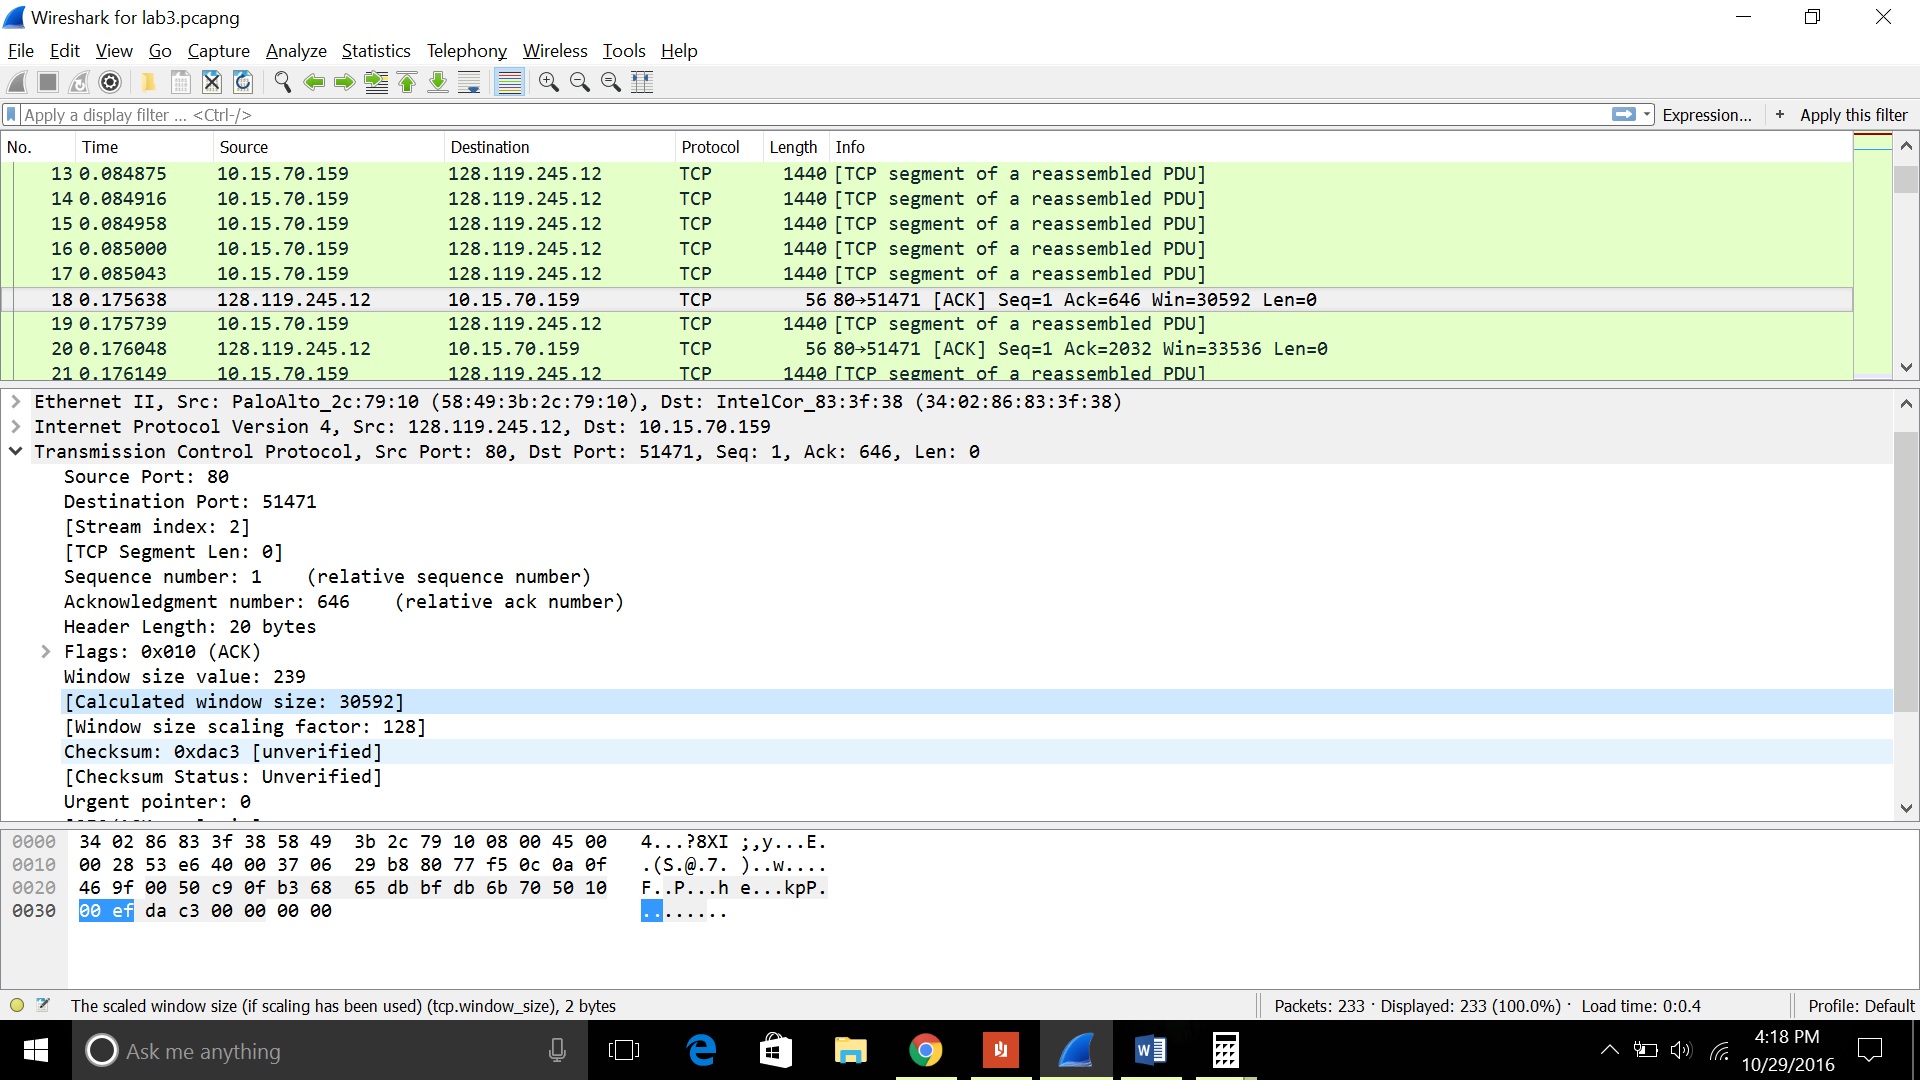 Wireshark for lab3.pcapng
File Edit View Go Capture Analyze Statistics Telephony Wireless Tools Help
Apply a display filter ... <Ctrl-/> Expression... + Apply this filter
No. Time Source Destination Protocol Length Info
13 0.084875 10.15.70.159 128.119.245.12 TCP 1440 [TCP segment of a reassembled PDU]
14 0.084916 10.15.70.159 128.119.245.12 TCP 1440 [TCP segment of a reassembled PDU]
15 0.084958 10.15.70.159 128.119.245.12 TCP 1440 [TCP segment of a reassembled PDU]
16 0.085000 10.15.70.159 128.119.245.12 TCP 1440 [TCP segment of a reassembled PDU]
17 0.085043 10.15.70.159 128.119.245.12 TCP 1440 [TCP segment of a reassembled PDU]
18 0.175638 128.119.245.12 10.15.70.159 TCP 56 80→51471 [ACK] Seq=1 Ack=646 Win=30592 Len=0
19 0.175739 10.15.70.159 128.119.245.12 TCP 1440 [TCP segment of a reassembled PDU]
20 0.176048 128.119.245.12 10.15.70.159 TCP 56 80→51471 [ACK] Seq=1 Ack=2032 Win=33536 Len=0
21 0.176149 10.15.70.159 128.119.245.12 TCP 1440 [TCP segment of a reassembled PDU]
Ethernet II, Src: PaloAlto_2c:79:10 (58:49:3b:2c:79:10), Dst: IntelCor_83:3f:38 (34:02:86:83:3f:38)
Internet Protocol Version 4, Src: 128.119.245.12, Dst: 10.15.70.159
Transmission Control Protocol, Src Port: 80, Dst Port: 51471, Seq: 1, Ack: 646, Len: 0
Source Port: 80
Destination Port: 51471
[Stream index: 2]
[TCP Segment Len: 0]
Sequence number: 1 (relative sequence number)
Acknowledgment number: 646 (relative ack number)
Header Length: 20 bytes
Flags: 0x010 (ACK)
Window size value: 239
[Calculated window size: 30592]
[Window size scaling factor: 128]
Checksum: 0xdac3 [unverified]
[Checksum Status: Unverified]
Urgent pointer: 0
0000 34 02 86 83 3f 38 58 49 3b 2c 79 10 08 00 45 00 4...?8XI ;,y...E.
0010 00 28 53 e6 40 00 37 06 29 b8 80 77 f5 0c 0a 0f .(S.@.7. )..w....
0020 46 9f 00 50 c9 0f b3 68 65 db bf db 6b 70 50 10 F..P...h e...kpP.
0030 00 ef da c3 00 00 00 00 ........
The scaled window size (if scaling has been used) (tcp.window_size), 2 bytes Packets: 233 · Displayed: 233 (100.0%) · Load time: 0:0.4 Profile: Default
Ask me anything
4:18 PM
10/29/2016